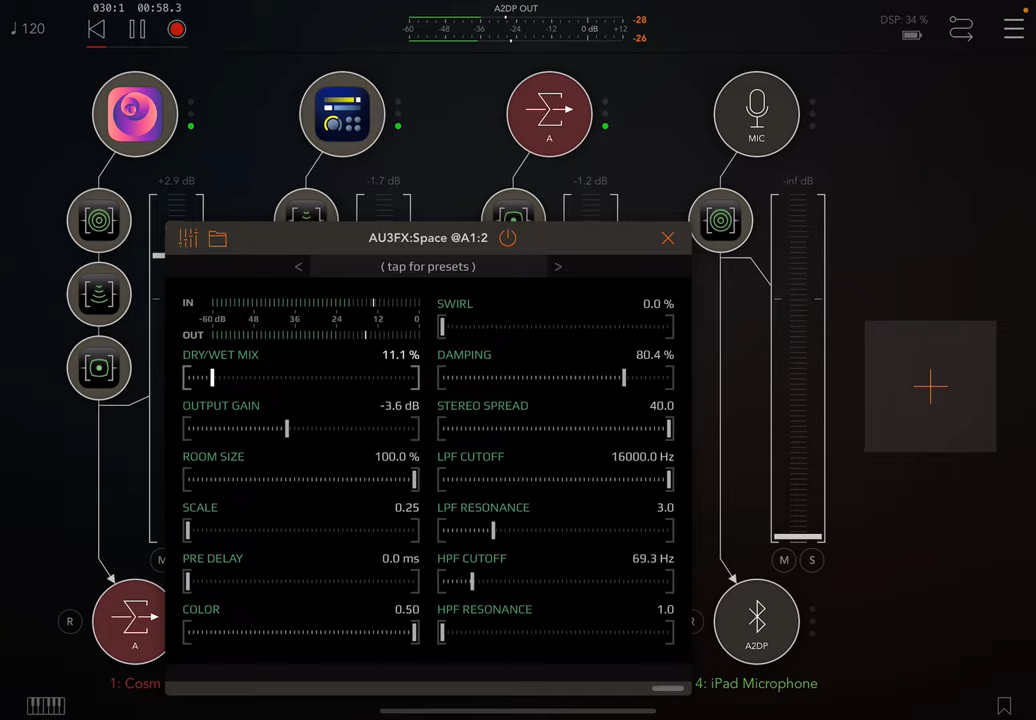 030:1 00:58.3
A2DP OUT
120
-60 -48 -36 -24 -12 0 dB +12
-28
-26
DSP: 34 %
A
MIC
+2.9 dB
-1.7 dB
-1.2 dB
-inf dB
AU3FX:Space @A1:2
<
( tap for presets )
>
IN
-60 dB 48 36 24 12 0
OUT
DRY/WET MIX 11.1 %
OUTPUT GAIN -3.6 dB
ROOM SIZE 100.0 %
SCALE 0.25
PRE DELAY 0.0 ms
COLOR 0.50
SWIRL 0.0 %
DAMPING 80.4 %
STEREO SPREAD 40.0
LPF CUTOFF 16000.0 Hz
LPF RESONANCE 3.0
HPF CUTOFF 69.3 Hz
HPF RESONANCE 1.0
M
M
S
R
A
R
A2DP
1: Cosm
4: iPad Microphone